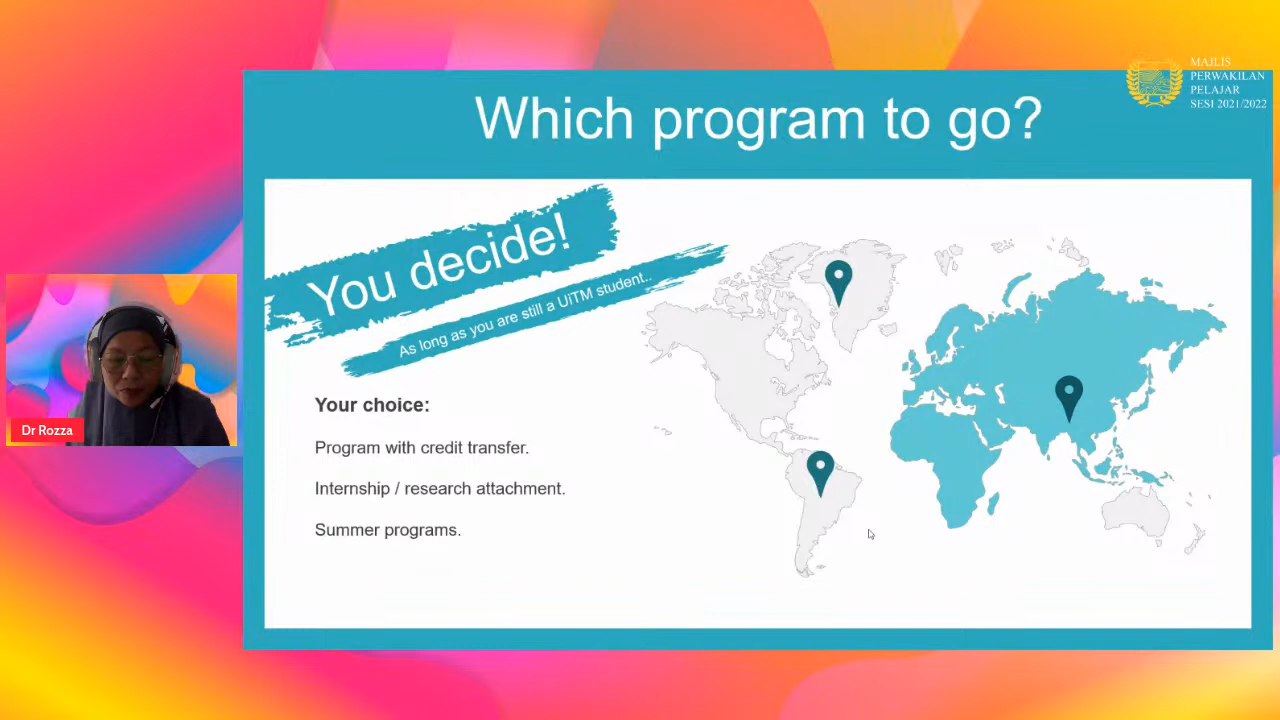 MAJLIS
PERWAKILAN
PELAJAR
SESI 2021/2022
Which program to go?
You decide!
As long as you are still a UiTM student..
Your choice:
Program with credit transfer.
Internship / research attachment.
Summer programs.
Dr Rozza